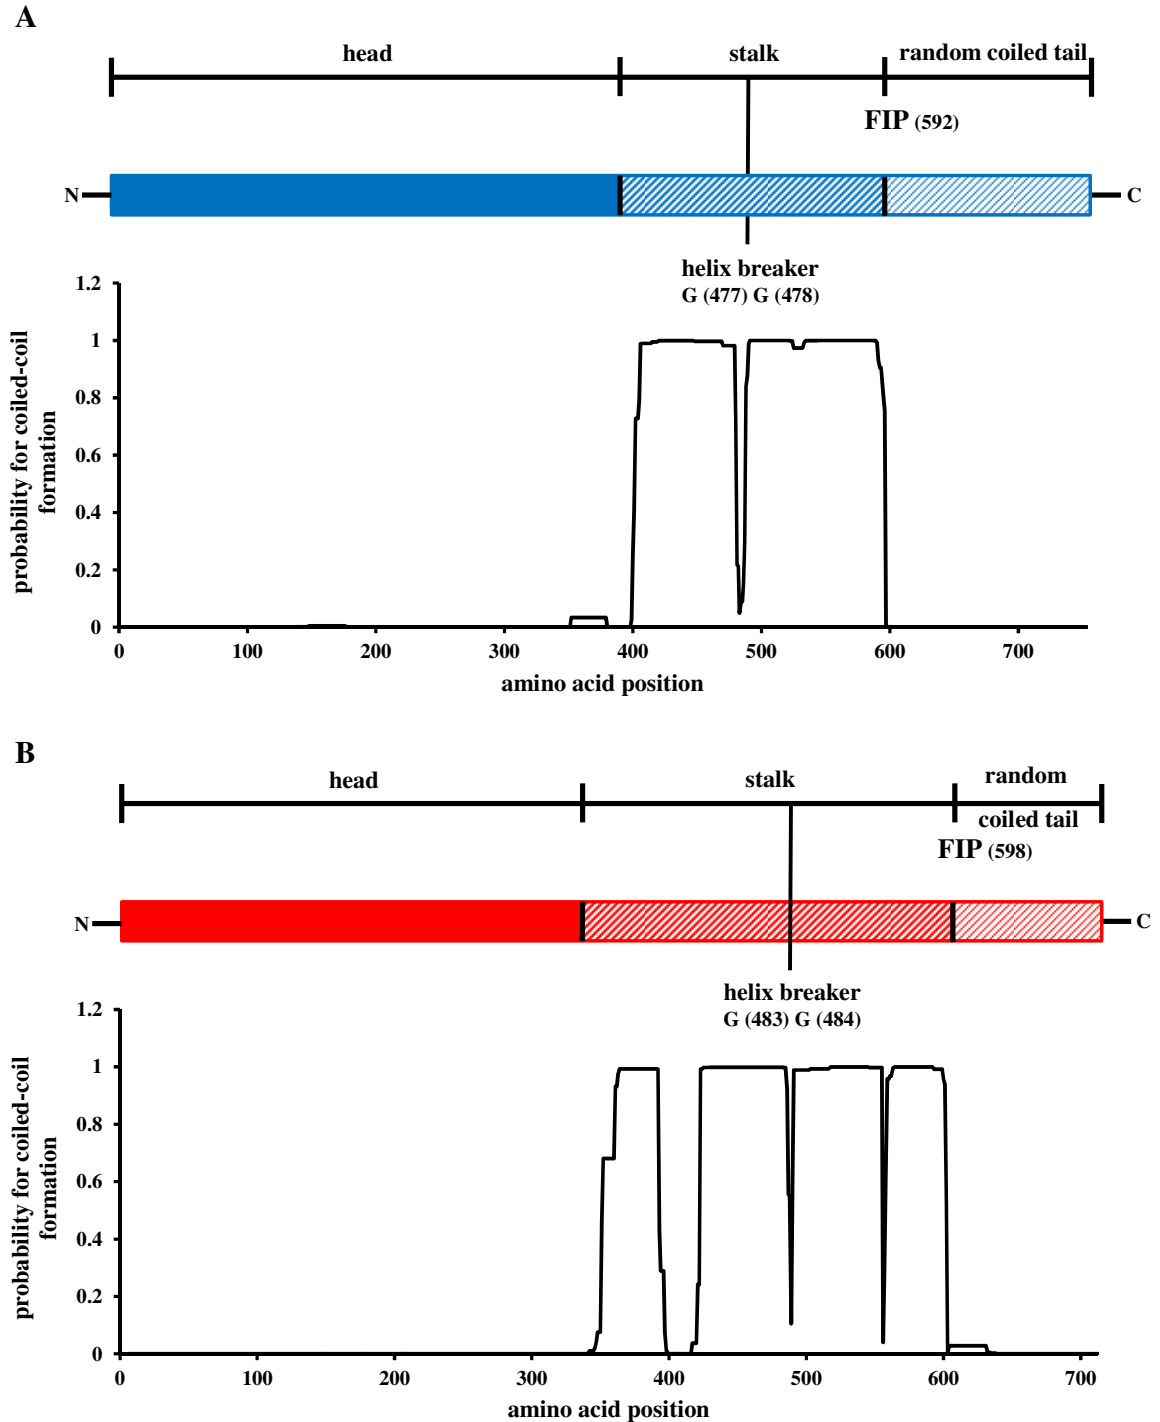 A
head
stalk
random coiled tail
FIP (592)
N
C
helix breaker
G (477) G (478)
1.2
1
0.8
0.6
0.4
0.2
0
probability for coiled-coil
formation
0 100 200 300 400 500 600 700
amino acid position
B
head
stalk
random
coiled tail
FIP (598)
N
C
helix breaker
G (483) G (484)
1.2
1
0.8
0.6
0.4
0.2
0
probability for coiled-coil
formation
0 100 200 300 400 500 600 700
amino acid position